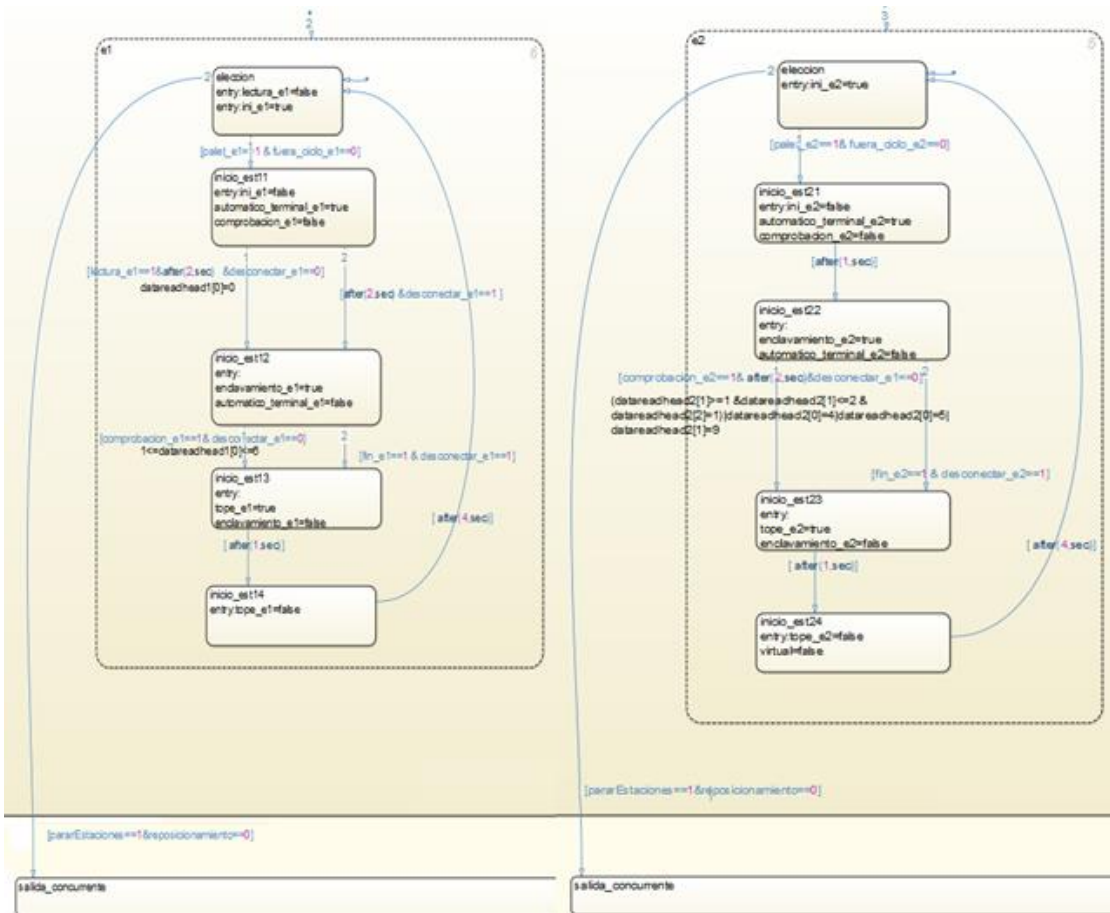 2
e1
6
2
eleccion
entry:lectura_e1=false
entry:ini_e1=true
[palet_e1==1 & fuera_ciclo_e1==0]
inicio_est11
entry:ini_e1=false
automatico_terminal_e1=true
comprobacion_e1=false
1
2
[lectura_e1==1&after(2,sec) &desconectar_e1==0]
datareadhead1[0]=0
[after(2,sec) &desconectar_e1==1 ]
inicio_est12
entry:
enclavamiento_e1=true
automatico_terminal_e1=false
[comprobacion_e1==1& desconectar_e1==0]
1<=datareadhead1[0]<=6
2
[fin_e1==1 & desconectar_e1==1]
inicio_est13
entry:
tope_e1=true
enclavamiento_e1=false
[ after(4,sec)]
[ after(1,sec)]
inicio_est14
entry:tope_e1=false
[pararEstaciones==1&reposicionamiento==0]
salida_concurrente
3
e2
5
2
eleccion
entry:ini_e2=true
[palet_e2==1& fuera_ciclo_e2==0]
inicio_est21
entry:ini_e2=false
automatico_terminal_e2=true
comprobacion_e2=false
[after(1,sec)]
inicio_est22
entry:
enclavamiento_e2=true
automatico_terminal_e2=false
[comprobacion_e2==1& after(2,sec)&desconectar_e1==0]
2
(datareadhead2[1]>=1 &datareadhead2[1]<=2 &
datareadhead2[2]=1)|(datareadhead2[0]=4)|datareadhead2[0]=5)|
datareadhead2[1]=9
[fin_e2==1 & desconectar_e2==1]
inicio_est23
entry:
tope_e2=true
enclavamiento_e2=false
[ after(4,sec)]
[ after(1,sec)]
inicio_est24
entry:tope_e2=false
virtual=false
[pararEstaciones==1&reposicionamiento==0]
salida_concurrente